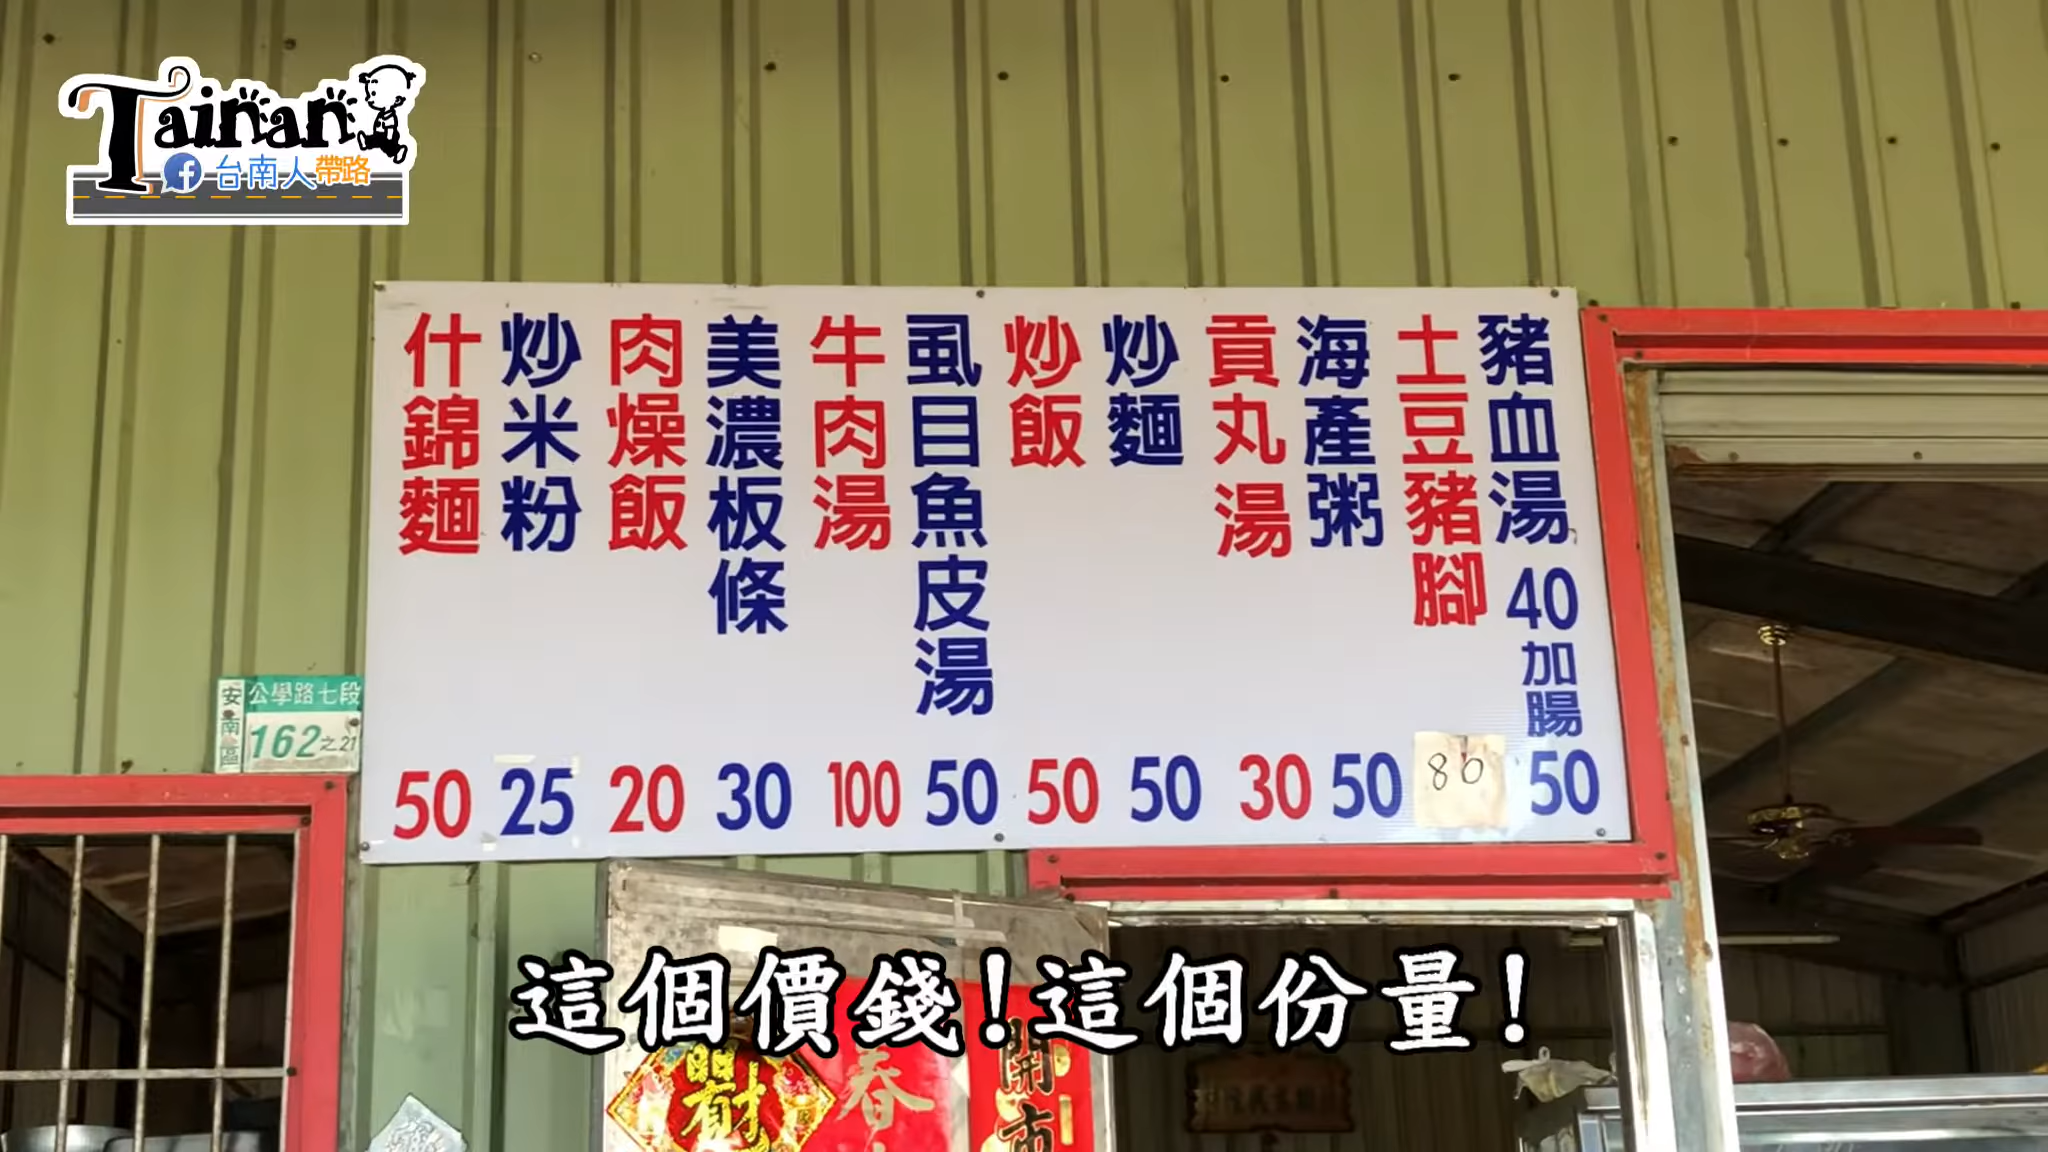 Tainan
台南人帶路
什錦麵 50
炒米粉 25
肉燥飯 20
美濃板條 30
牛肉湯 100
虱目魚皮湯 50
炒飯 50
炒麵 50
貢丸湯 30
海產粥 50
土豆豬腳 80
豬血湯 40 加腸 50
安南區
公學路七段
162之21
這個價錢!這個份量!
春
開市